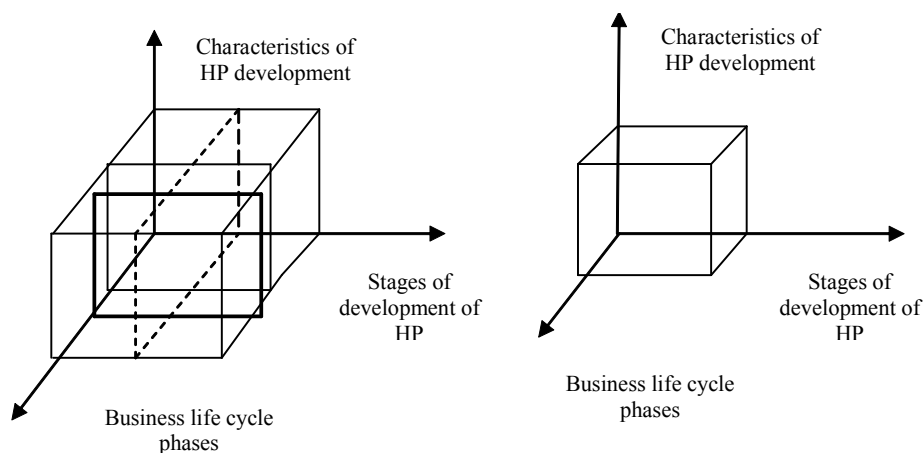 Characteristics of
HP development
Stages of
development of
HP
Business life cycle
phases
Characteristics of
HP development
Stages of
development of
HP
Business life cycle
phases